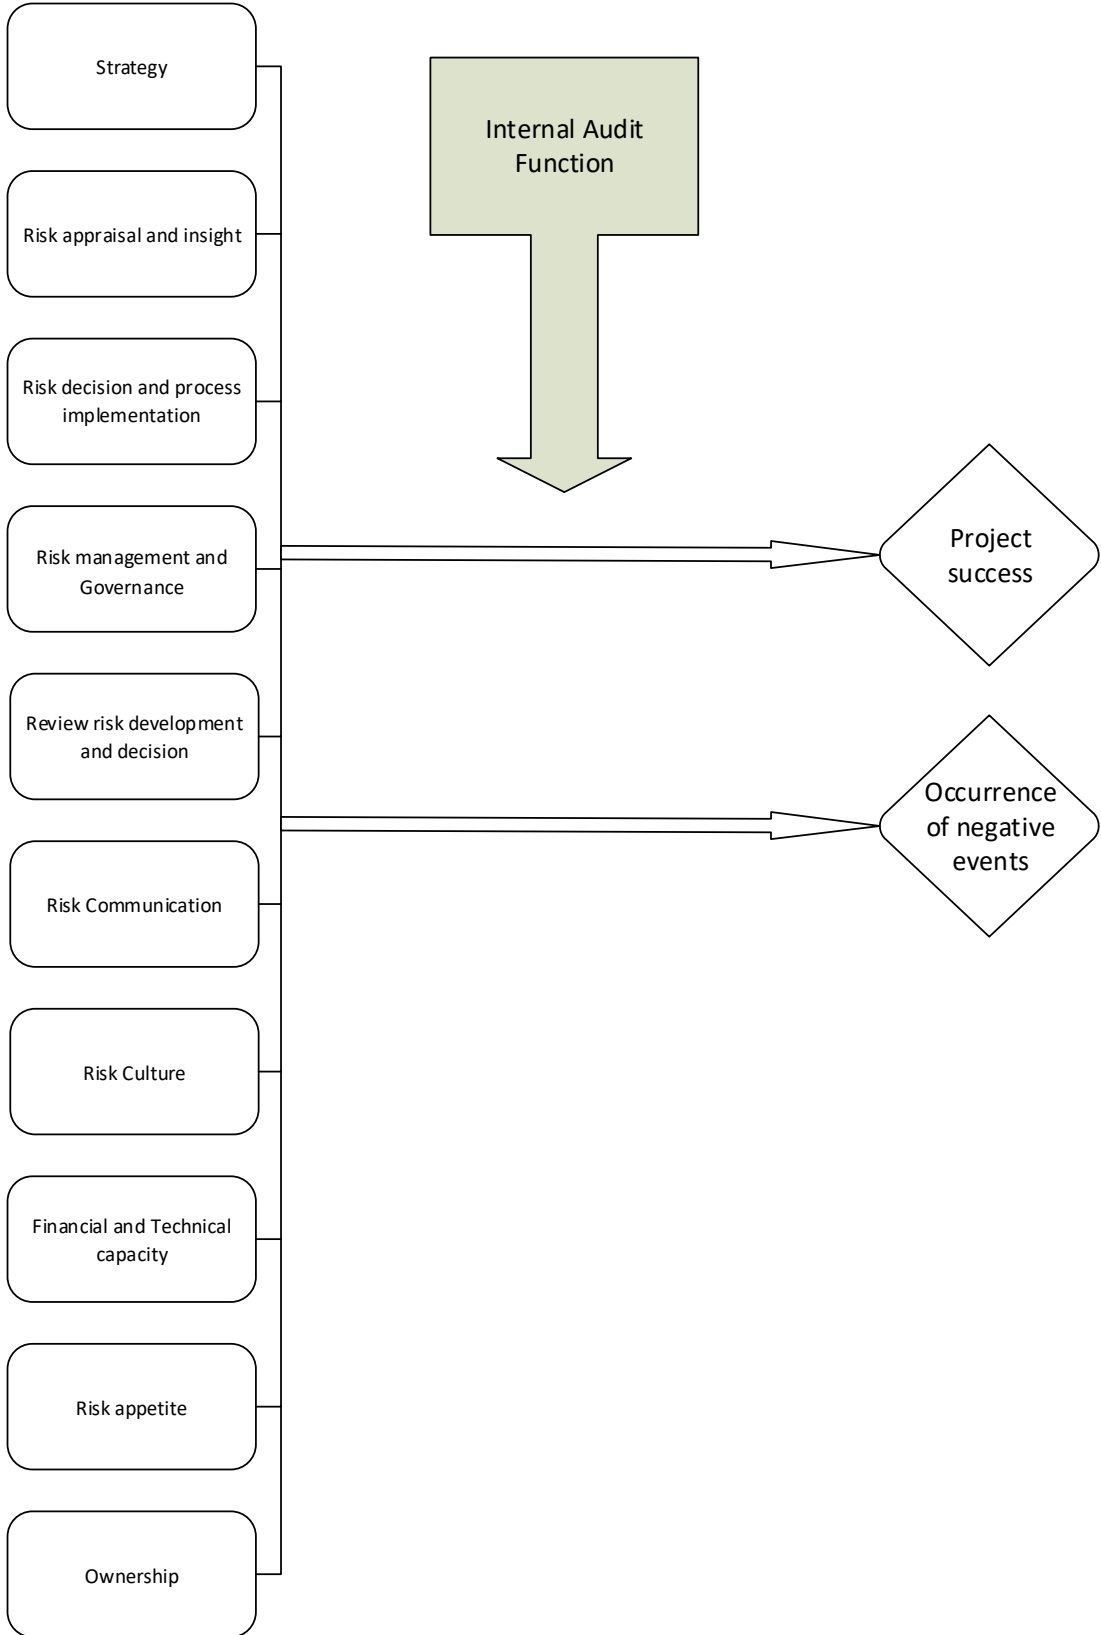 Strategy
Internal Audit
Function
Risk appraisal and insight
Risk decision and process
implementation
Risk management and
Governance
Project
success
Review risk development
and decision
Occurrence
of negative
events
Risk Communication
Risk Culture
Financial and Technical
capacity
Risk appetite
Ownership